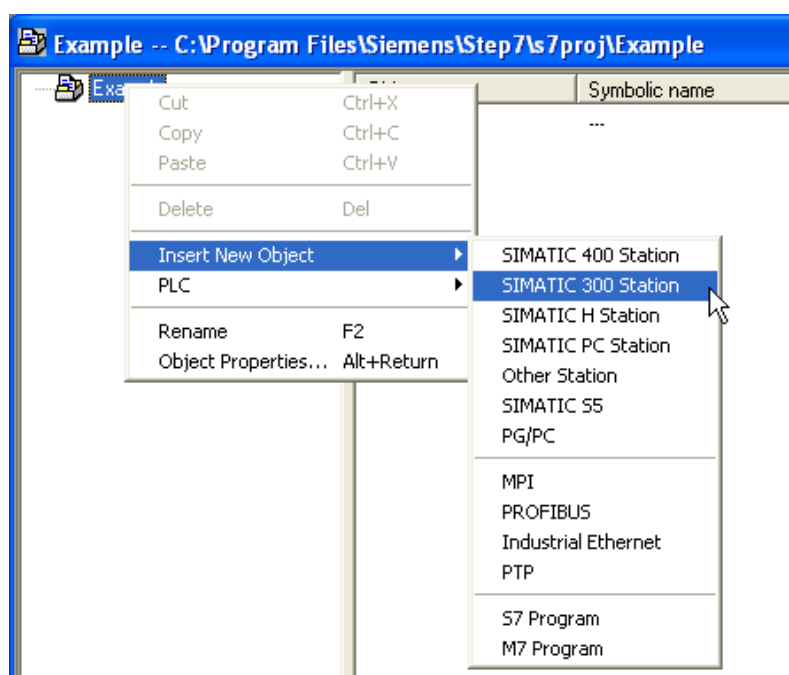 Example -- C:\Program Files\Siemens\Step7\s7proj\Example
Exa
Symbolic name
---
Cut Ctrl+X
Copy Ctrl+C
Paste Ctrl+V
Delete Del
Insert New Object
PLC
Rename F2
Object Properties... Alt+Return
SIMATIC 400 Station
SIMATIC 300 Station
SIMATIC H Station
SIMATIC PC Station
Other Station
SIMATIC S5
PG/PC
MPI
PROFIBUS
Industrial Ethernet
PTP
S7 Program
M7 Program